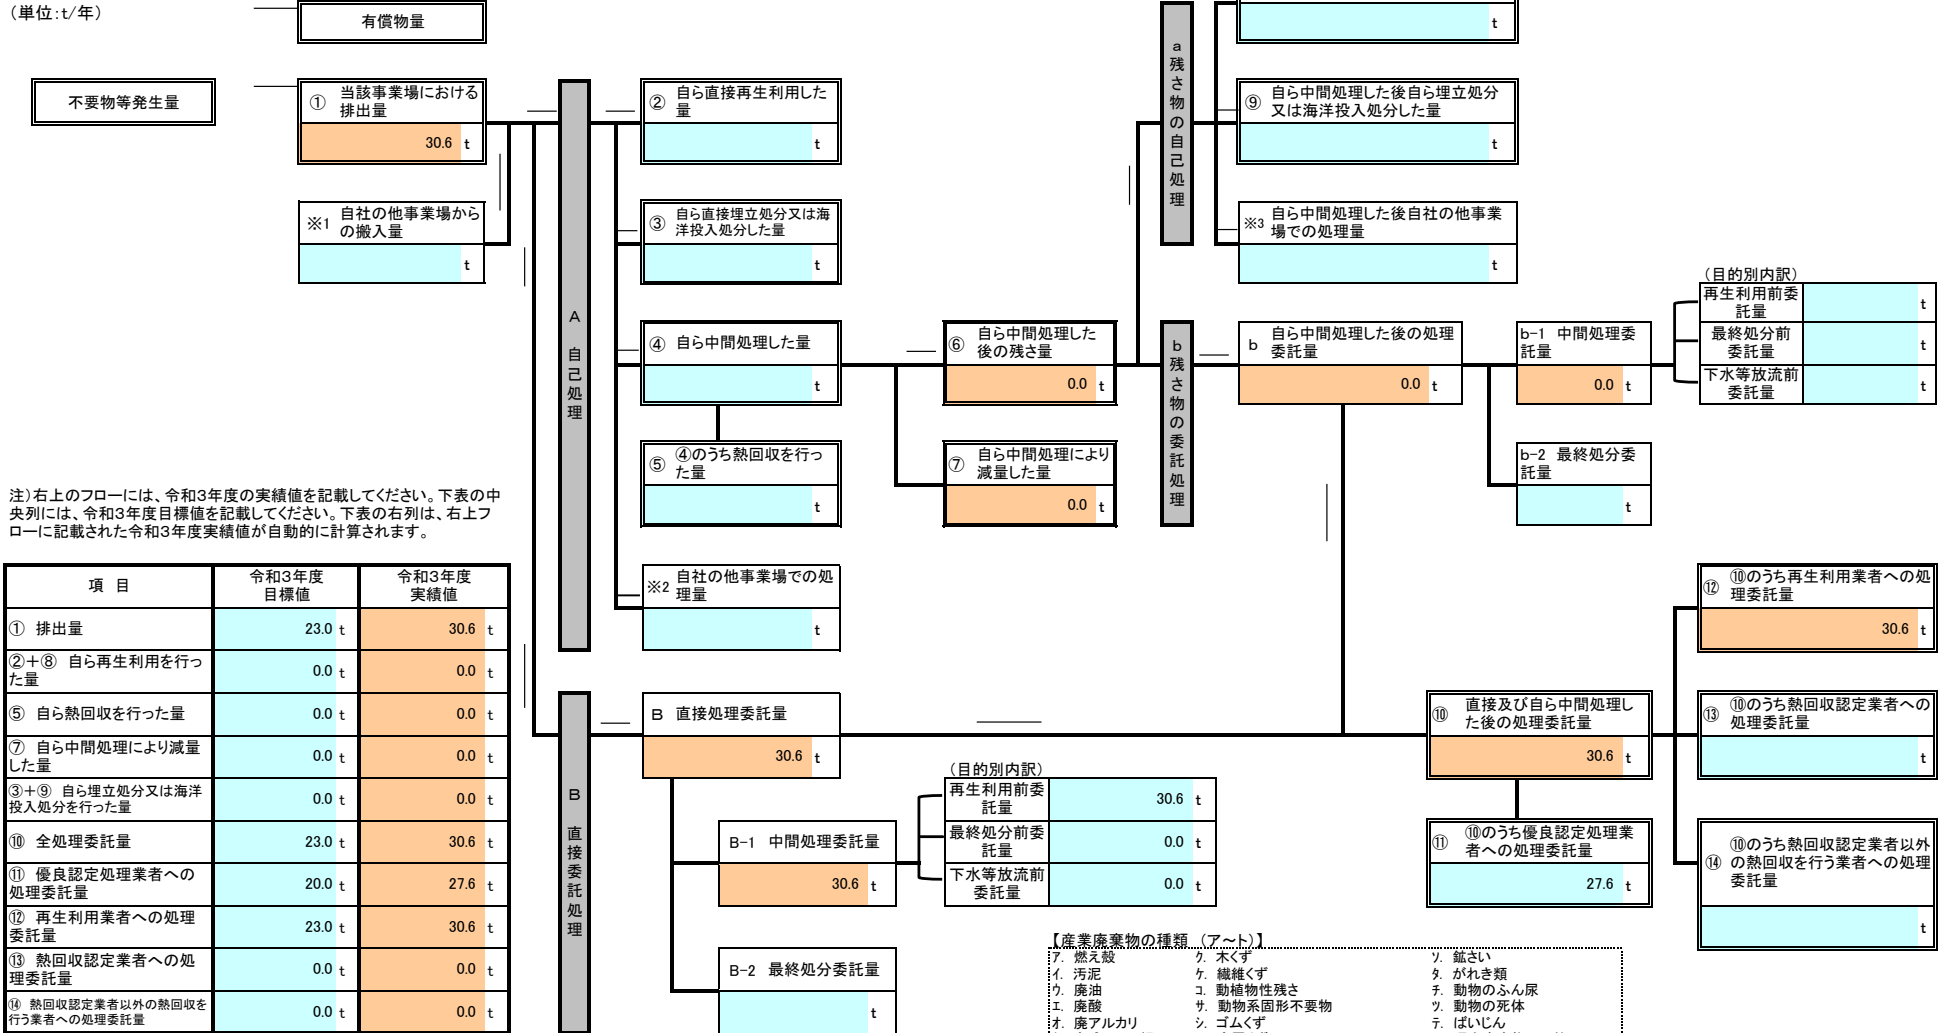 （単位：t/年）
有償物量
t
不要物等発生量
① 当該事業場における
排出量
30.6 t
※1 自社の他事業場から
の搬入量
t
A 自己処理
② 自ら直接再生利用した
量
t
③ 自ら直接埋立処分又は海
洋投入処分した量
t
④ 自ら中間処理した量
t
⑤ ④のうち熱回収を行っ
た量
t
※2 自社の他事業場での処
理量
t
⑥ 自ら中間処理した
後の残さ量
0.0 t
⑦ 自ら中間処理により
減量した量
0.0 t
a 残さ物の自己処理
⑨ 自ら中間処理した後自ら埋立処分
又は海洋投入処分した量
t
※3 自ら中間処理した後自社の他事業
場での処理量
t
b 残さ物の委託処理
b 自ら中間処理した後の処理
委託量
0.0 t
b-1 中間処理委
託量
0.0 t
b-2 最終処分委
託量
t
（目的別内訳）
再生利用前委
託量
t
最終処分前
委託量
t
下水等放流前
委託量
t
注）右上のフローには、令和3年度の実績値を記載してください。下表の中
央列には、令和3年度目標値を記載してください。下表の右列は、右上フ
ローに記載された令和3年度実績値が自動的に計算されます。
項 目
令和3年度
目標値
令和3年度
実績値
① 排出量 23.0 t 30.6 t
②＋⑧ 自ら再生利用を行っ
た量 0.0 t 0.0 t
⑤ 自ら熱回収を行った量 0.0 t 0.0 t
⑦ 自ら中間処理により減量
した量 0.0 t 0.0 t
③＋⑨ 自ら埋立処分又は海洋
投入処分を行った量 0.0 t 0.0 t
⑩ 全処理委託量 23.0 t 30.6 t
⑪ 優良認定処理業者への
処理委託量 20.0 t 27.6 t
⑫ 再生利用業者への処理
委託量 23.0 t 30.6 t
⑬ 熱回収認定業者への処
理委託量 0.0 t 0.0 t
⑭ 熱回収認定業者以外の熱回収を
行う業者への処理委託量 0.0 t 0.0 t
B 直接委託処理
B 直接処理委託量
30.6 t
B-1 中間処理委託量
30.6 t
B-2 最終処分委託量
t
（目的別内訳）
再生利用前委
託量
30.6 t
最終処分前委
託量
0.0 t
下水等放流前
委託量
0.0 t
⑩ 直接及び自ら中間処理し
た後の処理委託量
30.6 t
⑪ ⑩のうち優良認定処理業
者への処理委託量
27.6 t
⑫ ⑩のうち再生利用業者への処
理委託量
30.6 t
⑬ ⑩のうち熱回収認定業者への
処理委託量
t
⑭ ⑩のうち熱回収認定業者以外
の熱回収を行う業者への処理
委託量
t
【産業廃棄物の種類 （ア～ト）】
ア. 燃え殻 ク. 木くず ソ. 鉱さい
イ. 汚泥 ケ. 繊維くず タ. がれき類
ウ. 廃油 コ. 動植物性残さ チ. 動物のふん尿
エ. 廃酸 サ. 動物系固形不要物 ツ. 動物の死体
オ. 廃アルカリ シ. ゴムくず テ. ばいじん